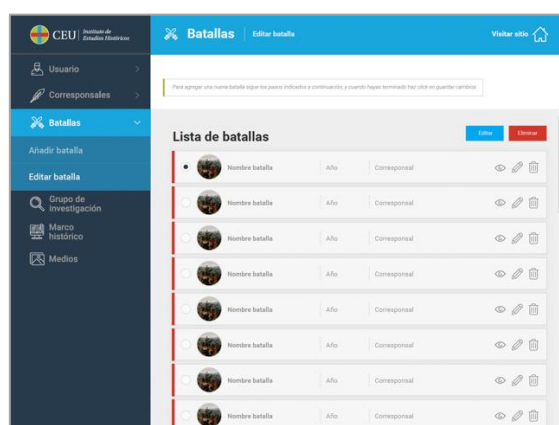 CEU Instituto de
Estudios Históricos
Batallas Editar batalla
Visitar sitio
Usuario
Corresponsales
Batallas
Añadir batalla
Editar batalla
Grupo de
investigación
Marco
histórico
Medios
Para agregar una nueva batalla sigue los pasos indicados a continuación, y cuando hayas terminado haz click en guardar cambios
Lista de batallas
Editar Eliminar
Nombre batalla Año Corresponsal
Nombre batalla Año Corresponsal
Nombre batalla Año Corresponsal
Nombre batalla Año Corresponsal
Nombre batalla Año Corresponsal
Nombre batalla Año Corresponsal
Nombre batalla Año Corresponsal
Nombre batalla Año Corresponsal